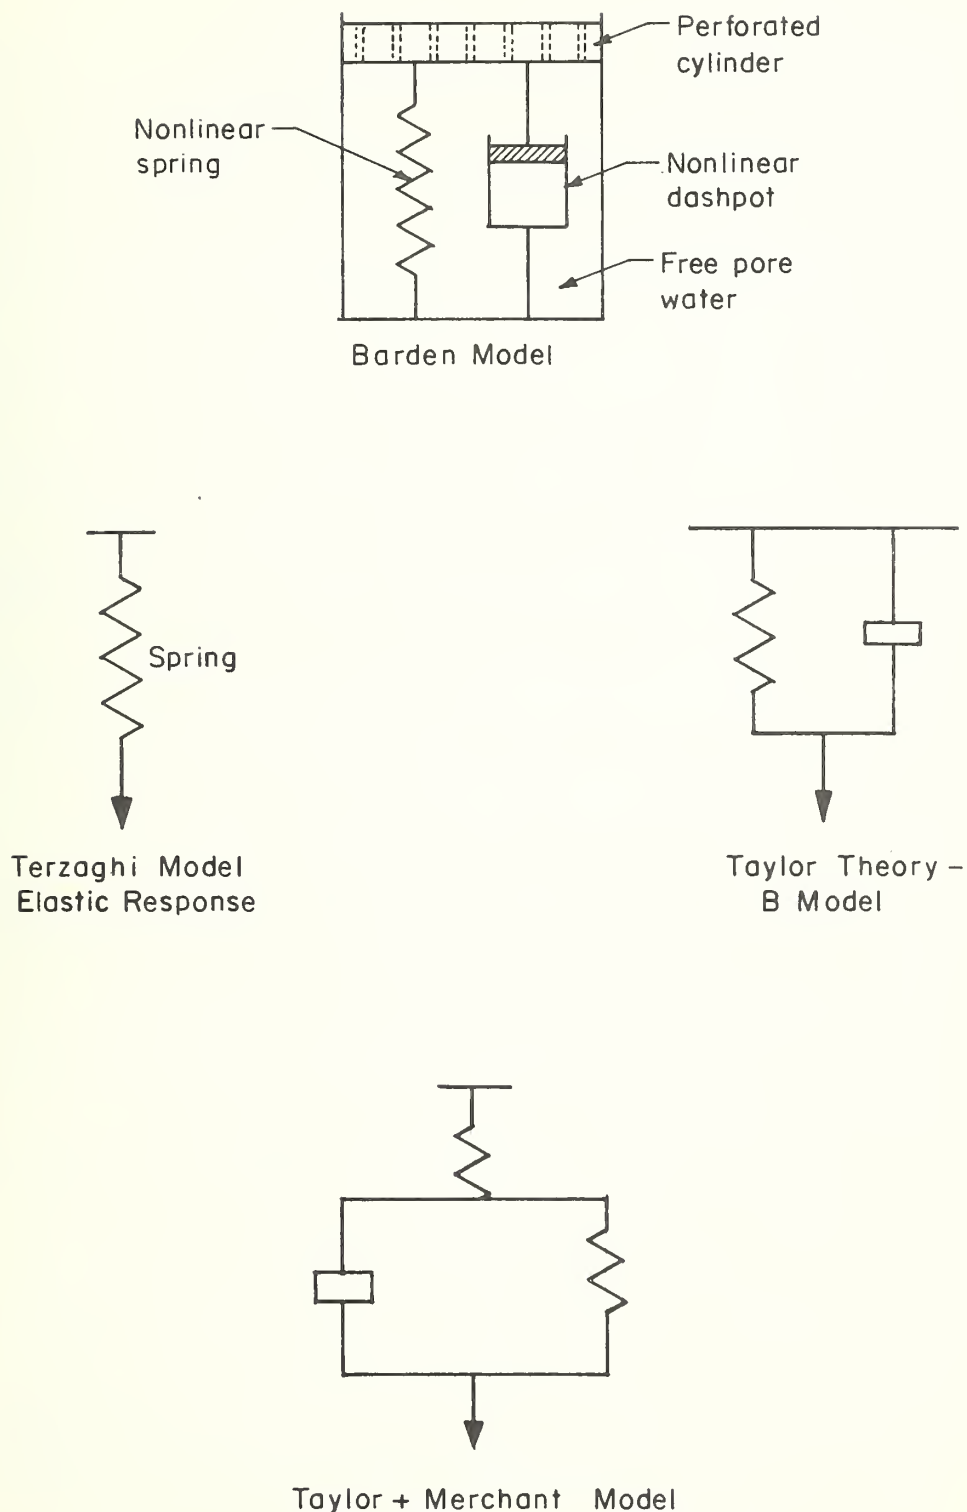 Perforated
cylinder
Nonlinear
spring
Nonlinear
dashpot
Free pore
water
Barden Model
Spring
Terzaghi Model
Elastic Response
Taylor Theory –
B Model
Taylor + Merchant Model